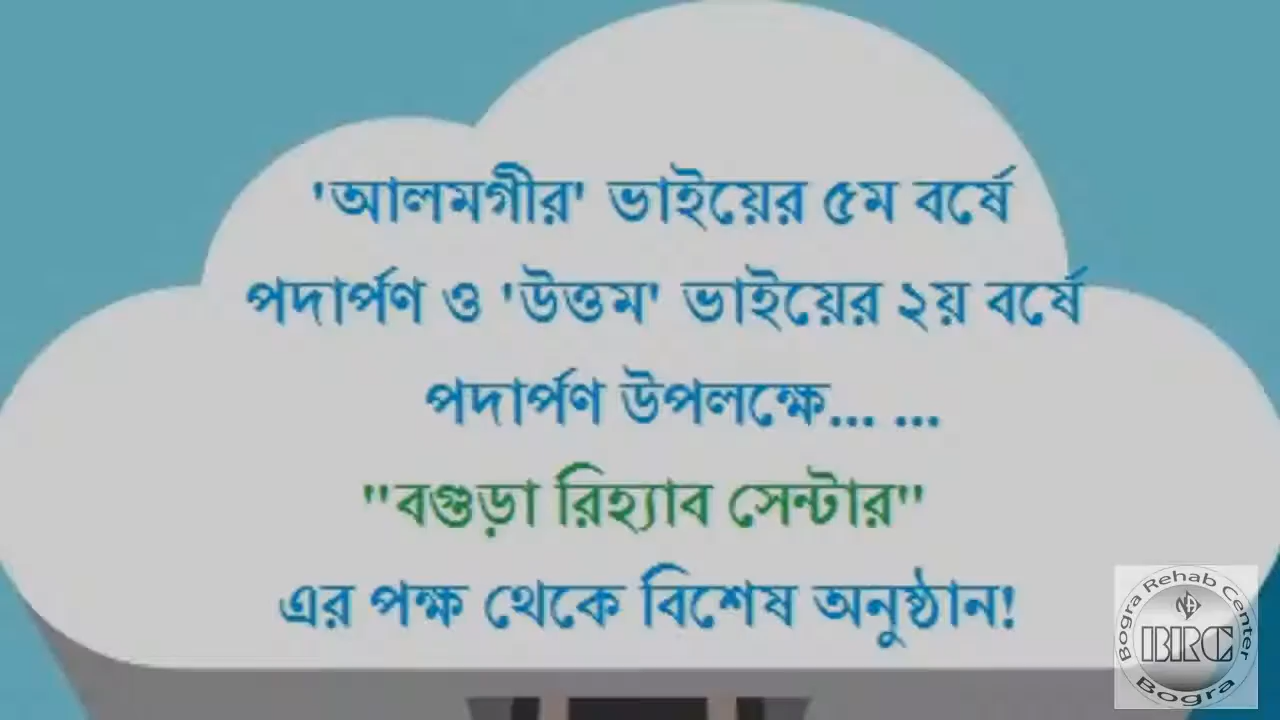 'আলমগীর' ভাইয়ের ৫ম বর্ষে
পদার্পণ ও 'উত্তম' ভাইয়ের ২য় বর্ষে
পদার্পণ উপলক্ষে... ...
"বগুড়া রিহ্যাব সেন্টার"
এর পক্ষ থেকে বিশেষ অনুষ্ঠান!
Bogra Rehab Center
BRC
Bogra